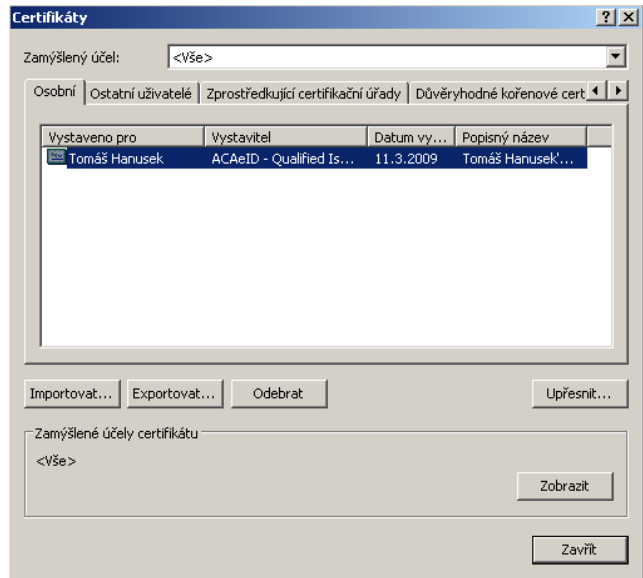 Certifikáty
Zamýšlený účel: <Vše>
Osobní Ostatní uživatelé Zprostředkující certifikační úřady Důvěryhodné kořenové cert
Vystaveno pro Vystavitel Datum vy... Popisný název
Tomáš Hanusek ACAeID - Qualified Is... 11.3.2009 Tomáš Hanusek'...
Importovat... Exportovat... Odebrat Upřesnit...
Zamýšlené účely certifikátu
<Vše>
Zobrazit
Zavřít